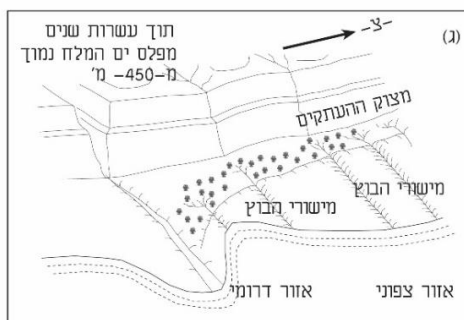 (ג)
-צ-
תוך עשרות שנים
מפלס ים המלח נמוך
מ-450- מ'
מצוק ההעתקים
מישורי הבוץ
מישורי הבוץ
אזור צפוני
אזור דרומי